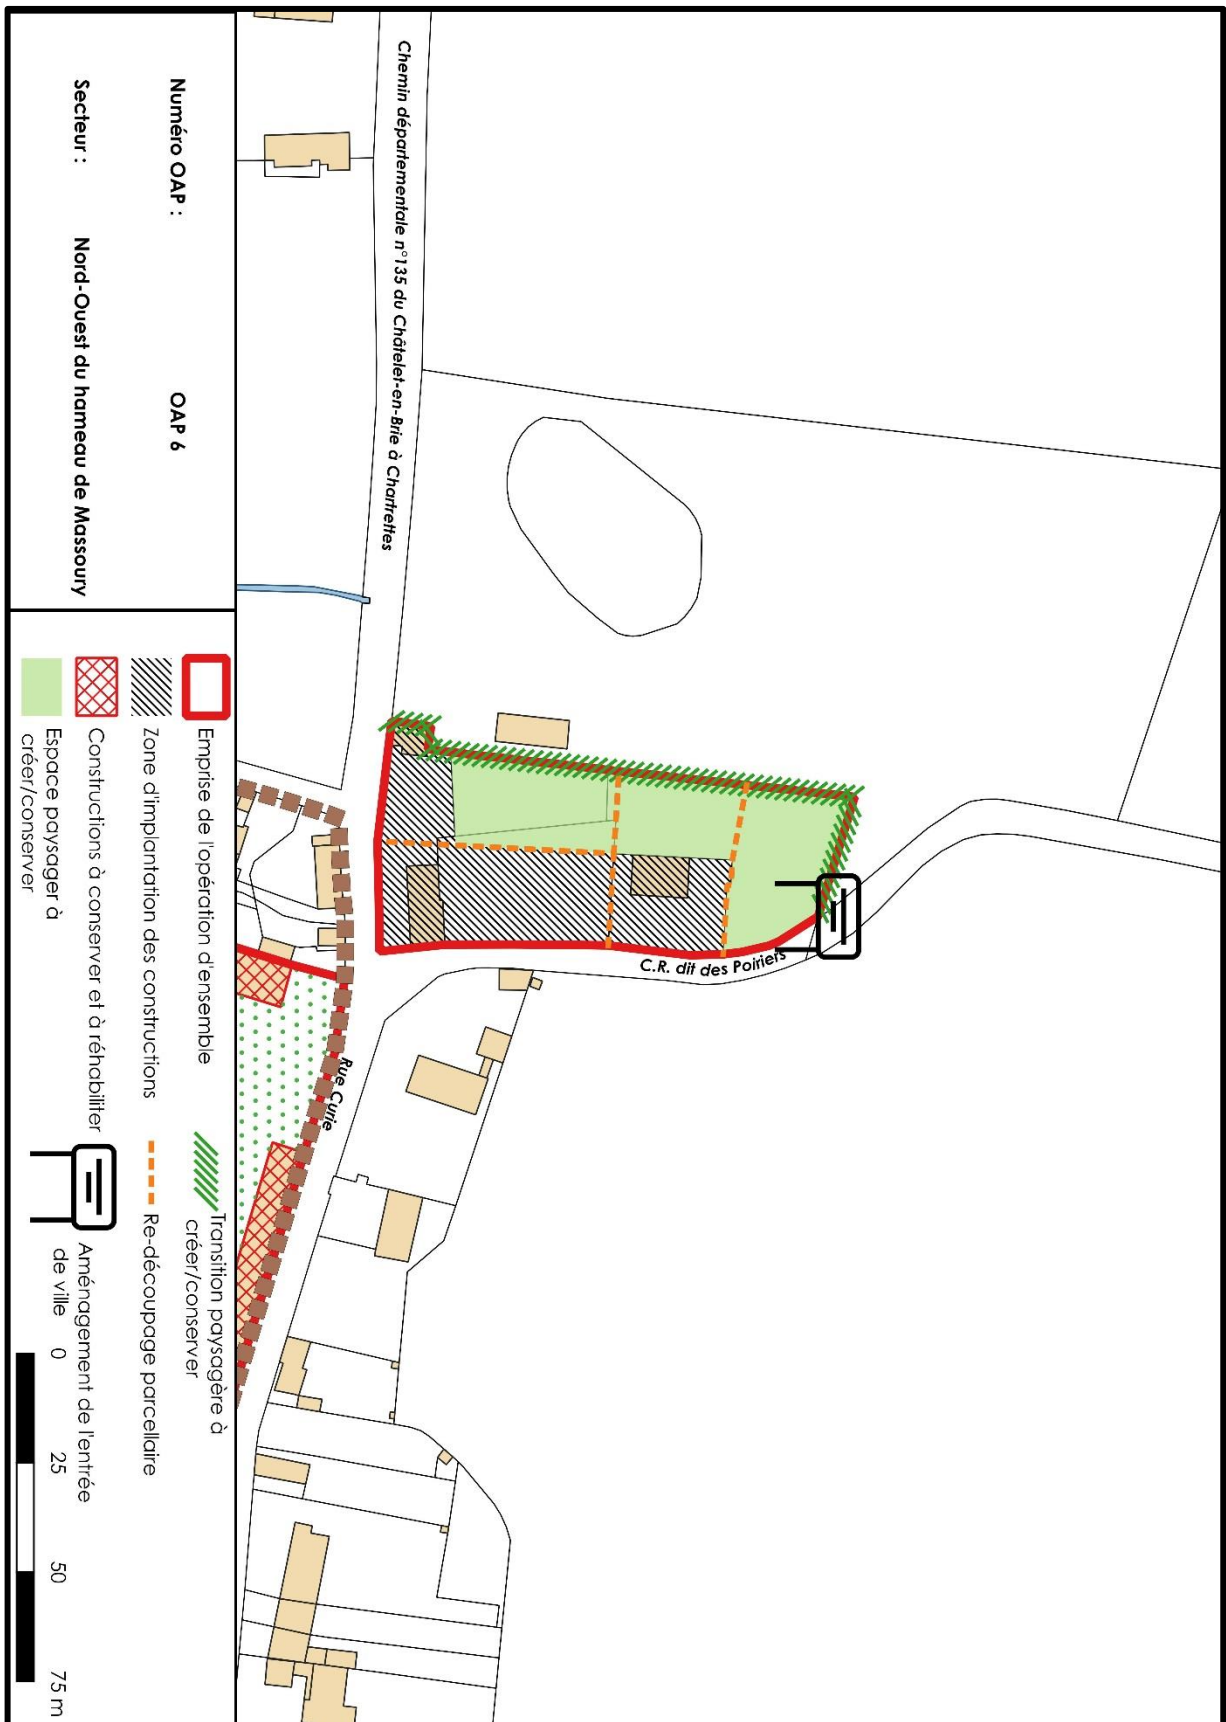 Chemin départementale n°135 du Châtelet-en-Brie à Chartrettes
C.R. dit des Poiriers
Rue Curie
Numéro OAP :
OAP 6
Secteur :
Nord-Ouest du hameau de Massoury
Emprise de l'opération d'ensemble
Zone d'implantation des constructions
Constructions à conserver et à réhabiliter
Espace paysager à
créer/conserver
Transition paysagère à
créer/conserver
Re-découpage parcellaire
Aménagement de l'entrée
de ville
0 25 50 75 m